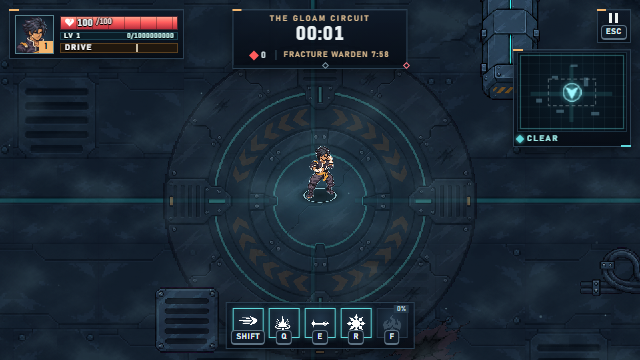 100/100
LV 1
0/1000000000
DRIVE
1
THE GLOAM CIRCUIT
00:01
0
FRACTURE WARDEN 7:58
ESC
CLEAR
SHIFT
Q
E
R
0%
F